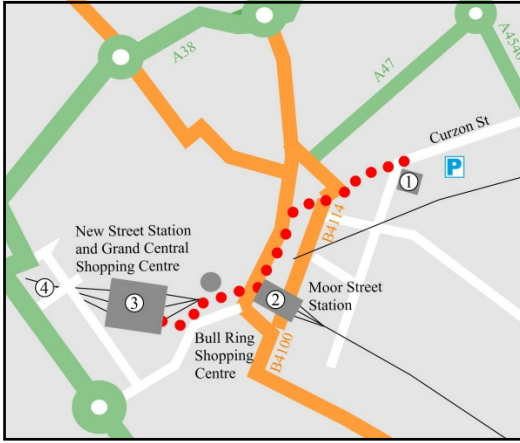 A38
A47
A4540
Curzon St
P
1
B4114
New Street Station
and Grand Central
Shopping Centre
4
3
2
Moor Street
Station
Bull Ring
Shopping
Centre
B4100